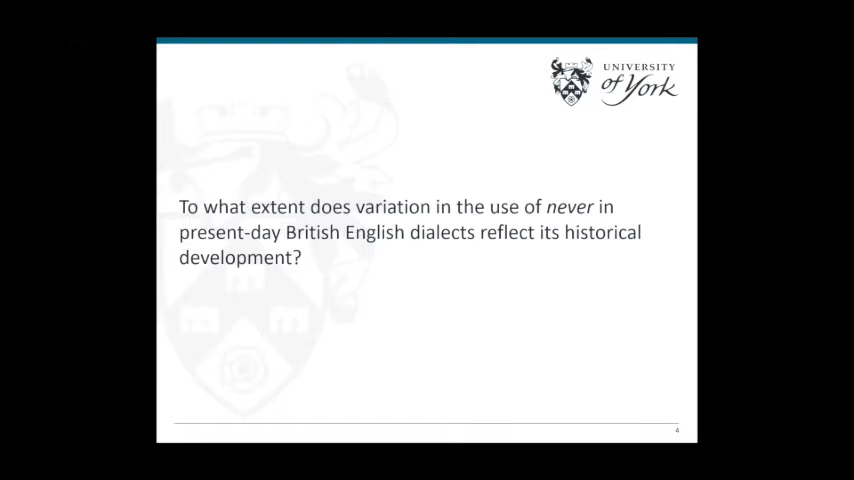 UNIVERSITY
of York
To what extent does variation in the use of never in
present-day British English dialects reflect its historical
development?
4